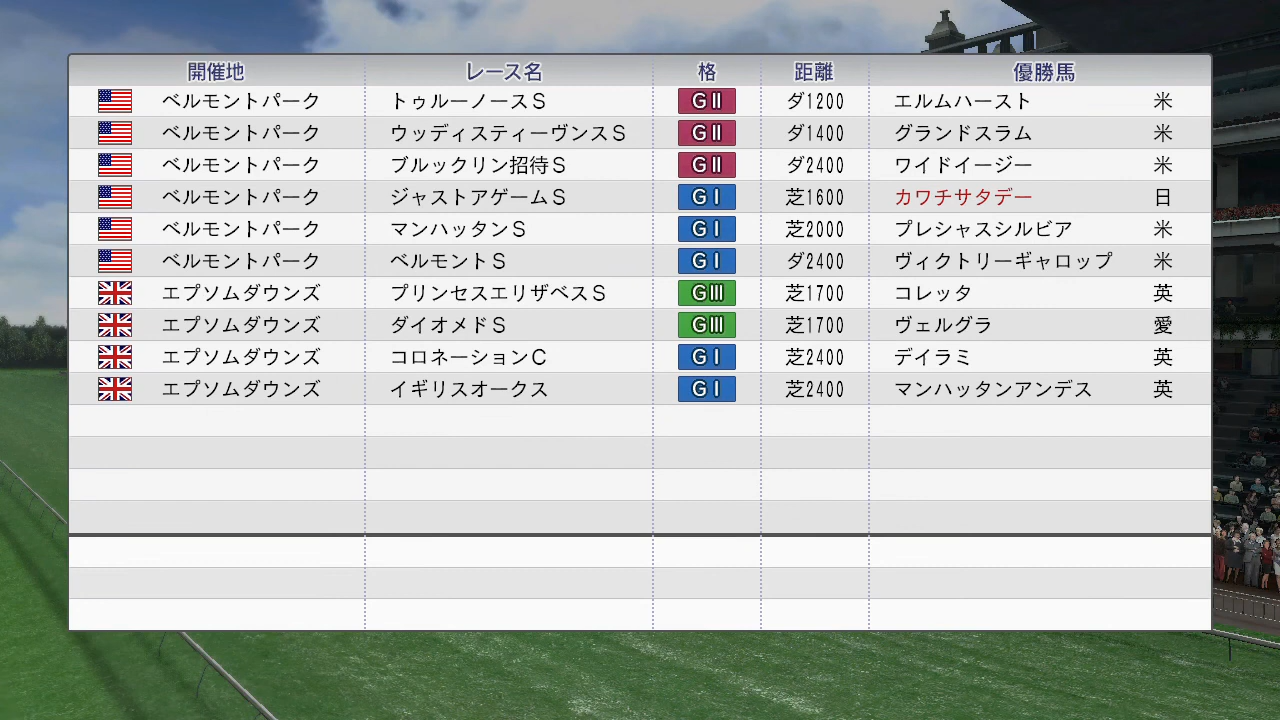 開催地 レース名 格 距離 優勝馬
ベルモントパーク トゥルーノースS GII ダ1200 エルムハースト 米
ベルモントパーク ウッディスティーヴンスS GII ダ1400 グランドスラム 米
ベルモントパーク ブルックリン招待S GII ダ2400 ワイドイージー 米
ベルモントパーク ジャストアゲームS GI 芝1600 カワチサタデー 日
ベルモントパーク マンハッタンS GI 芝2000 プレシャスシルビア 米
ベルモントパーク ベルモントS GI ダ2400 ヴィクトリーギャロップ 米
エプソムダウンズ プリンセスエリザベスS GIII 芝1700 コレッタ 英
エプソムダウンズ ダイオメドS GIII 芝1700 ヴェルグラ 愛
エプソムダウンズ コロネーションC GI 芝2400 デイラミ 英
エプソムダウンズ イギリスオークス GI 芝2400 マンハッタンアンデス 英